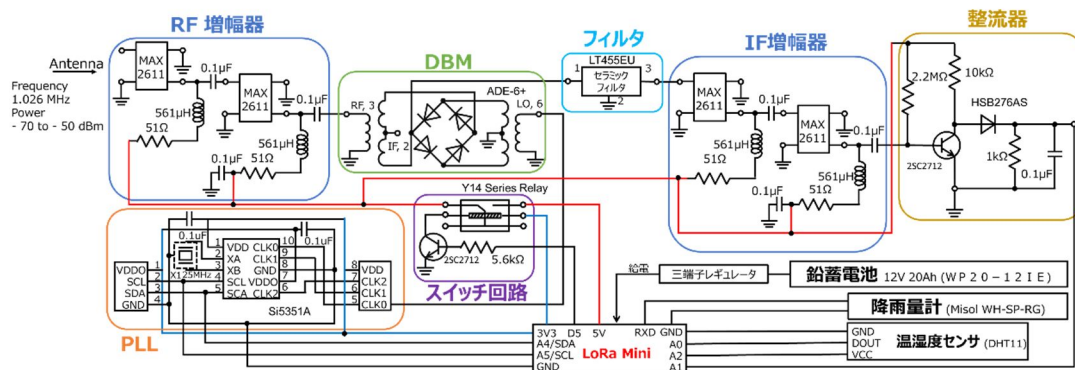 RF 増幅器
Antenna
Frequency
1.026 MHz
Power
- 70 to - 50 dBm
MAX
2611
0.1μF
MAX
2611
0.1μF
561μH
51Ω
561μH
0.1μF
51Ω
DBM
ADE-6+
RF, 3
LO, 6
IF, 2
フィルタ
LT455EU
1
セラミック
フィルタ
3
2
IF増幅器
MAX
2611
0.1μF
MAX
2611
0.1μF
561μH
51Ω
561μH
0.1μF
51Ω
整流器
2.2MΩ
10kΩ
HSB276AS
2SC2712
1kΩ
0.1μF
Y14 Series Relay
2SC2712
5.6kΩ
スイッチ回路
0.1uF
0.1uF
X1
25MHz
VDDO
SCL
SDA
GND
1
2
3
4
1
2
3
4
5
VDD
XA
XB
SCL
SCA
CLK0
CLK1
GND
VDDO
CLK2
10
9
8
7
6
Si5351A
8
7
6
5
VDD
CLK2
CLK1
CLK0
PLL
給電
三端子レギュレータ
鉛蓄電池 12V 20Ah (WP20-12IE)
降雨量計 (Misol WH-SP-RG)
GND
DOUT
VCC
温湿度センサ (DHT11)
3V3
D5
5V
RXD
GND
A4/SDA
A5/SCL
GND
LoRa Mini
A0
A2
A1